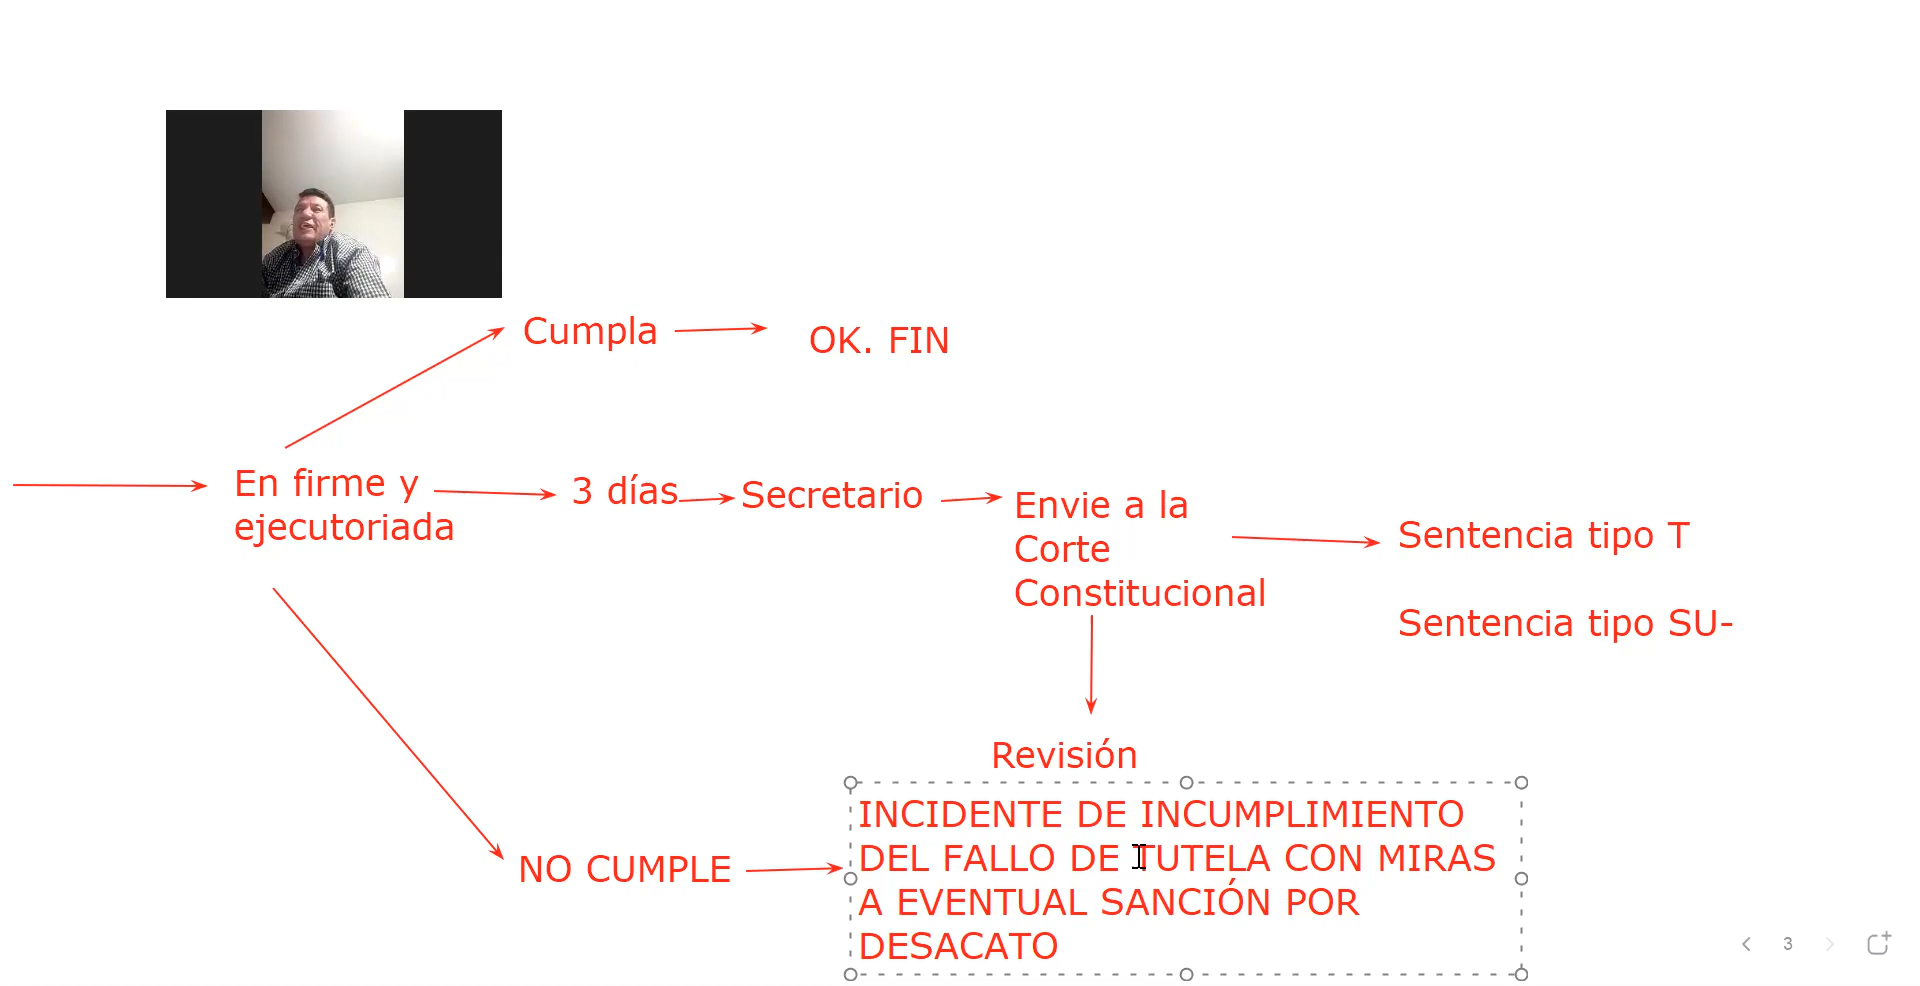 Cumpla
OK. FIN
En firme y
ejecutoriada
3 días
Secretario
Envie a la
Corte
Constitucional
Sentencia tipo T
Sentencia tipo SU-
Revisión
NO CUMPLE
INCIDENTE DE INCUMPLIMIENTO
DEL FALLO DE TUTELA CON MIRAS
A EVENTUAL SANCIÓN POR
DESACATO
3